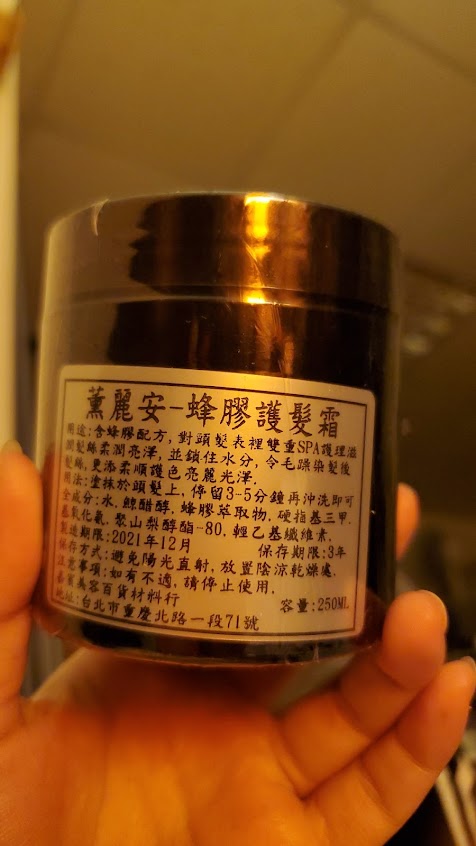 薰麗安-蜂膠護髮霜
用途:含蜂膠配方,對頭髮表裡雙重SPA護理滋
潤髮絲柔潤亮澤,並鎖住水分,令毛躁染髮後
髮絲,更添柔順護色亮麗光澤.
用法:塗抹於頭髮上,停留3-5分鐘再沖洗即可
全成分:水,鯨醋醇,蜂膠萃取物,硬指基三甲.
基氧化氨,聚山梨醇酯-80,輕乙基纖維素.
製造期限:2021年12月 保存期限:3年
保存方式:避免陽光直射,放置陰涼乾燥處.
注意事項:如有不適,請停止使用.
美容百貨材料行 容量:250ML
地址:台北市重慶北路一段71號